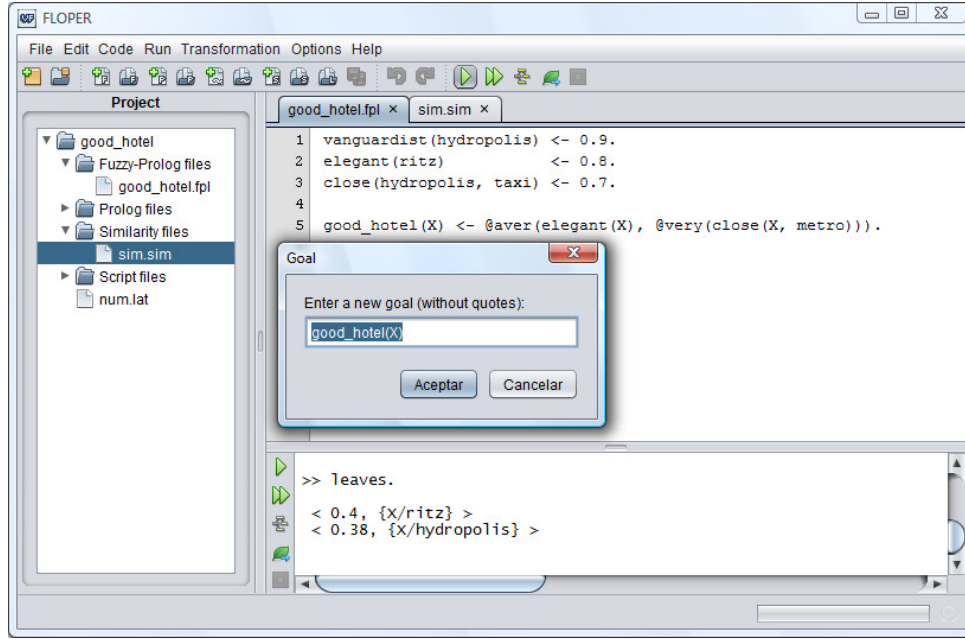 FLOPER
File Edit Code Run Transformation Options Help
Project
good_hotel
Fuzzy-Prolog files
good_hotel.fpl
Prolog files
Similarity files
sim.sim
Script files
num.lat
good_hotel.fpl × sim.sim ×
1 vanguardist(hydropolis) <- 0.9.
2 elegant(ritz) <- 0.8.
3 close(hydropolis, taxi) <- 0.7.
4
5 good_hotel(X) <- @aver(elegant(X), @very(close(X, metro))).
Goal
Enter a new goal (without quotes):
good_hotel(X)
Aceptar Cancelar
>> leaves.
< 0.4, {X/ritz} >
< 0.38, {X/hydropolis} >